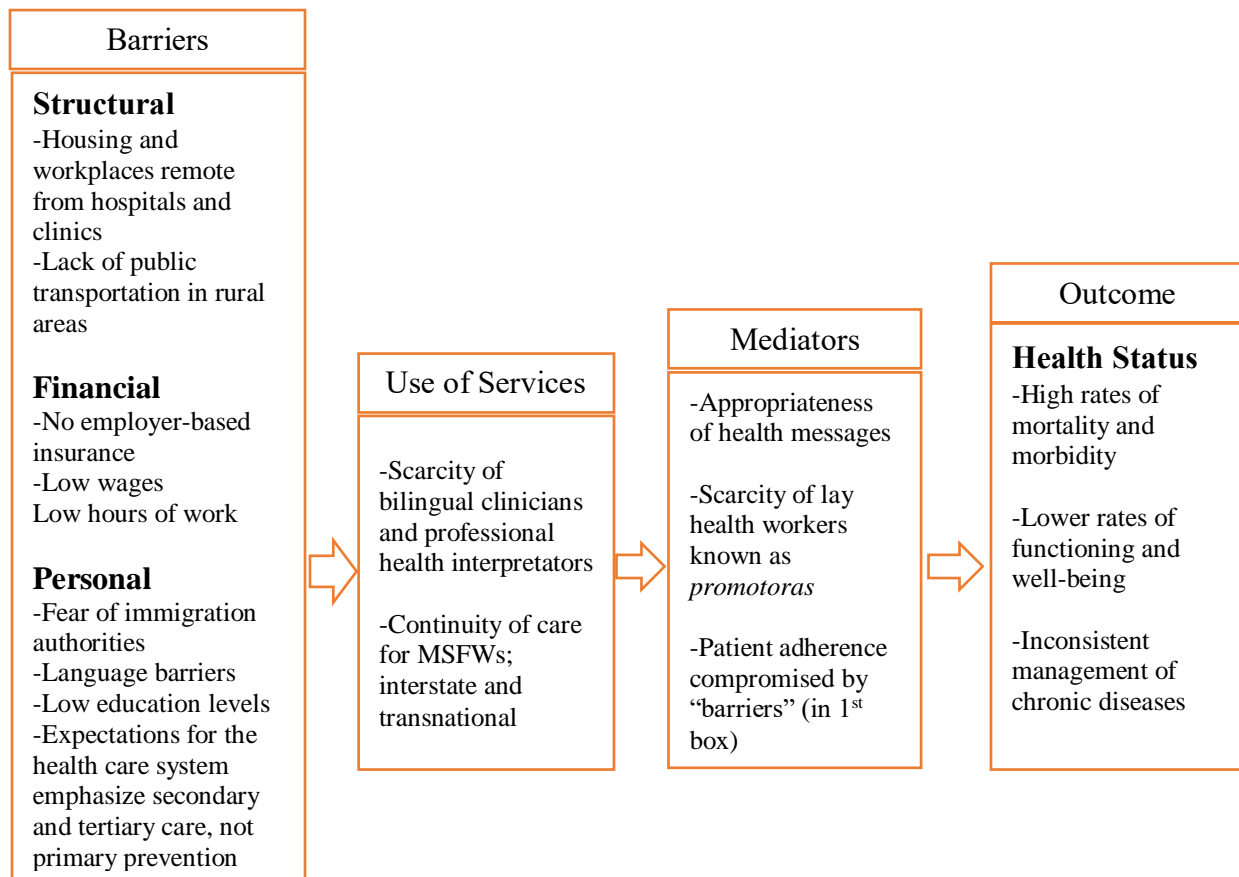 Barriers
Structural
-Housing and
workplaces remote
from hospitals and
clinics
-Lack of public
transportation in rural
areas
Financial
-No employer-based
insurance
-Low wages
Low hours of work
Personal
-Fear of immigration
authorities
-Language barriers
-Low education levels
-Expectations for the
health care system
emphasize secondary
and tertiary care, not
primary prevention
Use of Services
-Scarcity of
bilingual clinicians
and professional
health interpretators
-Continuity of care
for MSFWs;
interstate and
transnational
Mediators
-Appropriateness
of health messages
-Scarcity of lay
health workers
known as
promotoras
-Patient adherence
compromised by
“barriers” (in 1st
box)
Outcome
Health Status
-High rates of
mortality and
morbidity
-Lower rates of
functioning and
well-being
-Inconsistent
management of
chronic diseases